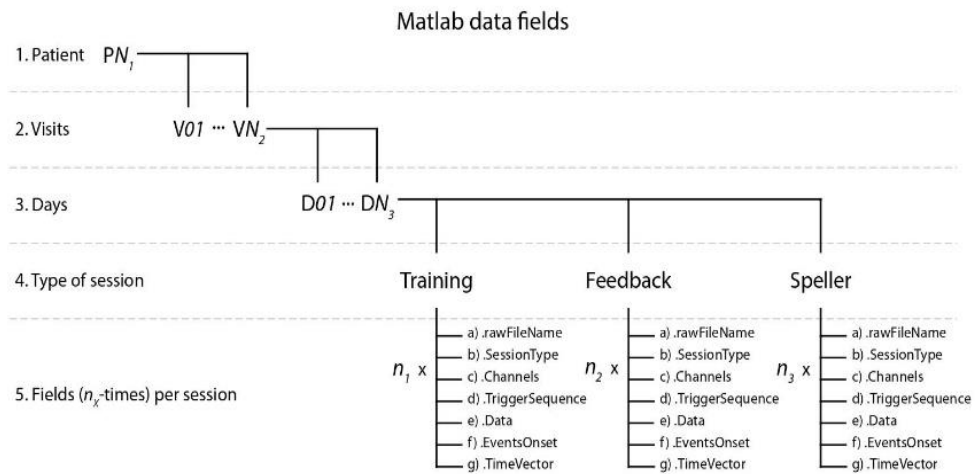 Matlab data fields
1. Patient PN1
2. Visits V01 ... VN2
3. Days D01 ... DN3
4. Type of session Training Feedback Speller
5. Fields (nx-times) per session
n1 x
a) .rawFileName
b) .SessionType
c) .Channels
d) .TriggerSequence
e) .Data
f) .EventsOnset
g) .TimeVector
n2 x
a) .rawFileName
b) .SessionType
c) .Channels
d) .TriggerSequence
e) .Data
f) .EventsOnset
g) .TimeVector
n3 x
a) .rawFileName
b) .SessionType
c) .Channels
d) .TriggerSequence
e) .Data
f) .EventsOnset
g) .TimeVector